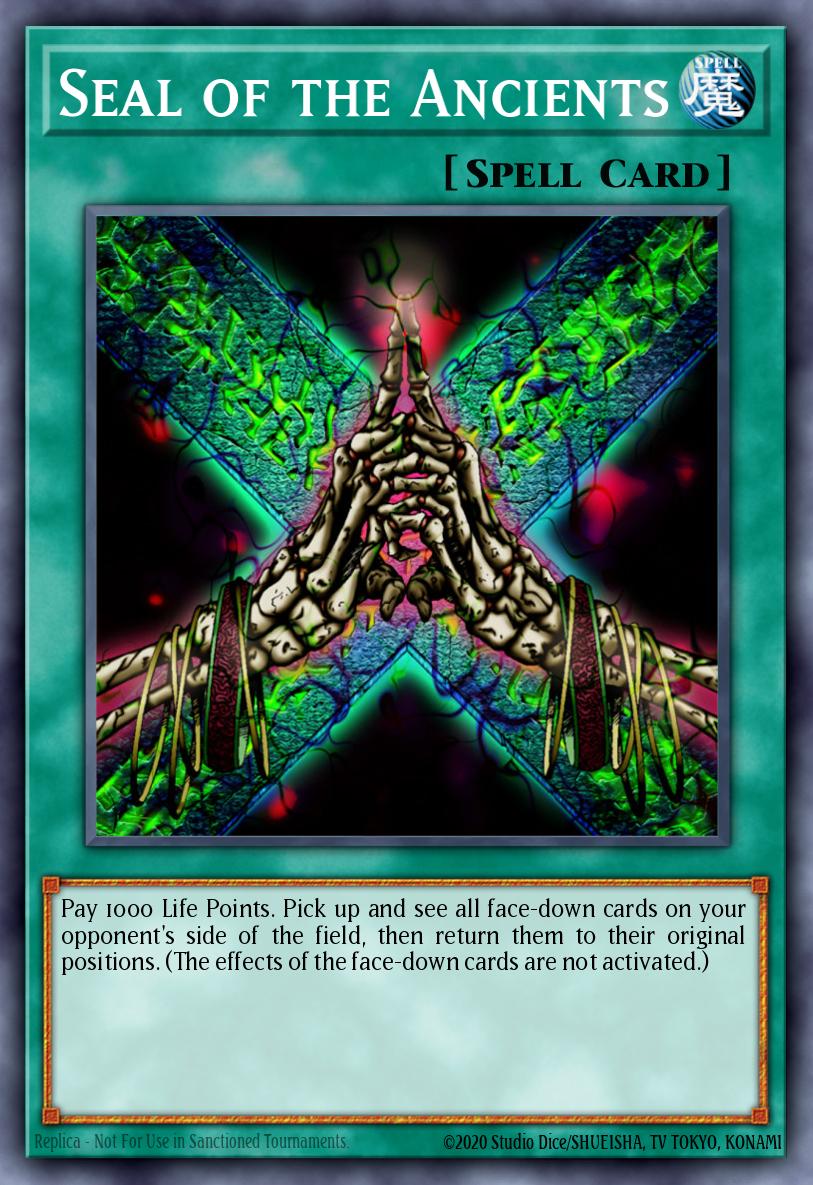 Seal of the Ancients
SPELL
魔
[ Spell Card ]
Pay 1000 Life Points. Pick up and see all face-down cards on your
opponent's side of the field, then return them to their original
positions. (The effects of the face-down cards are not activated.)
Replica - Not For Use in Sanctioned Tournaments.
©2020 Studio Dice/SHUEISHA, TV TOKYO, KONAMI